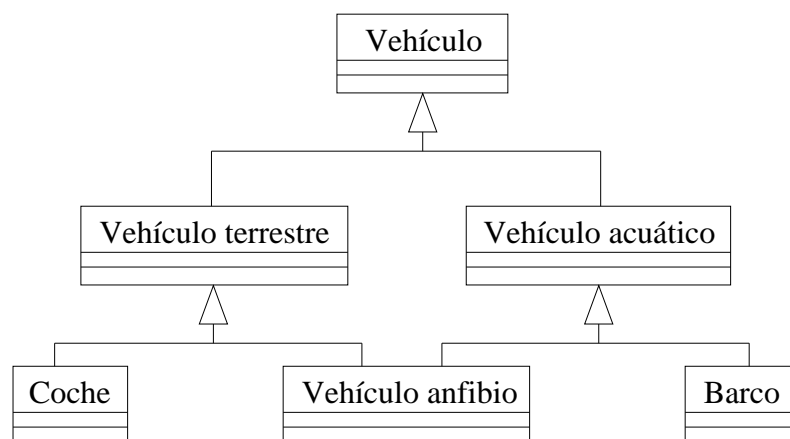 Vehículo
Vehículo terrestre
Vehículo acuático
Coche
Vehículo anfibio
Barco